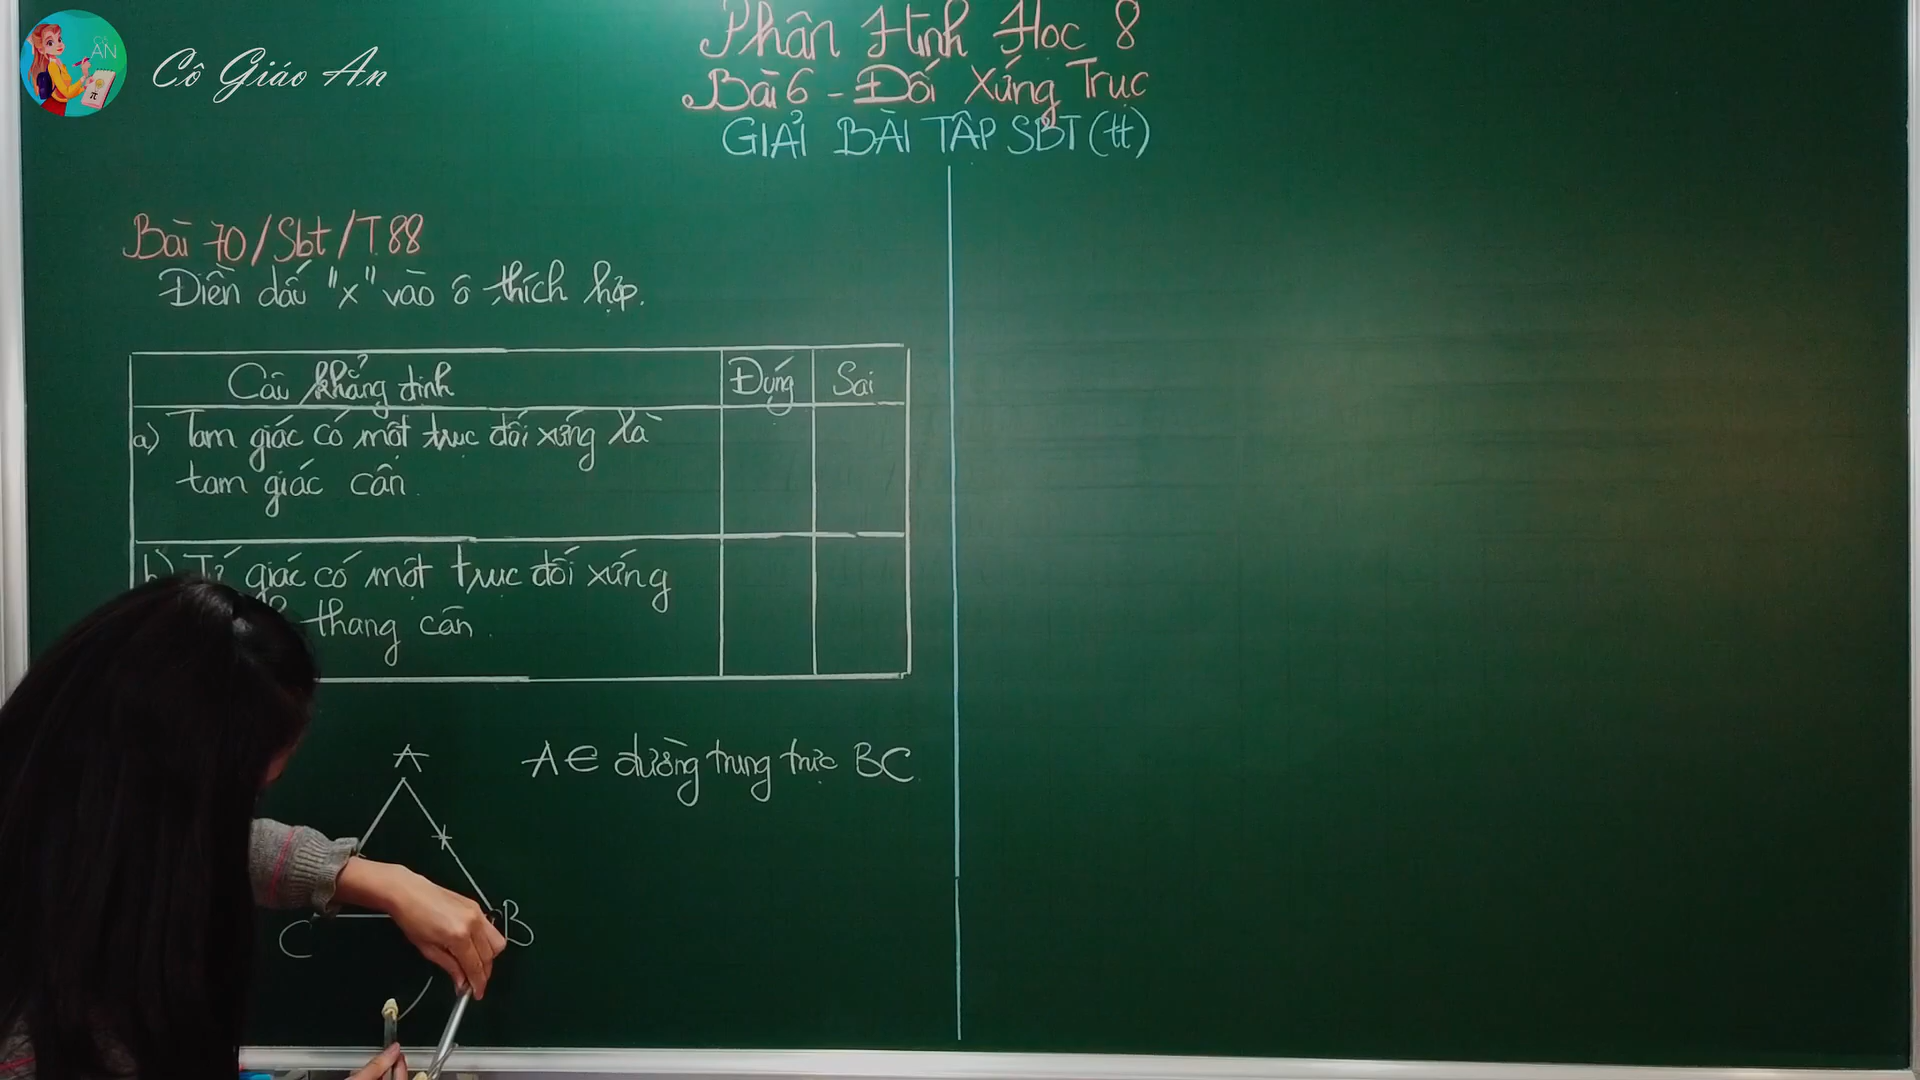 Cô Giáo An
AN
Phần Hình Học 8
Bài 6 - Đối Xứng Trục
GIẢI BÀI TẬP SBT (tt)
Bài 70/Sbt/T88
Điền dấu "x" vào ô thích hợp.
Câu khẳng định Đúng Sai
a) Tam giác có một trục đối xứng là
tam giác cân.
b) Tứ giác có một trục đối xứng
thang cân.
A
A ∈ đường trung trực BC
C B